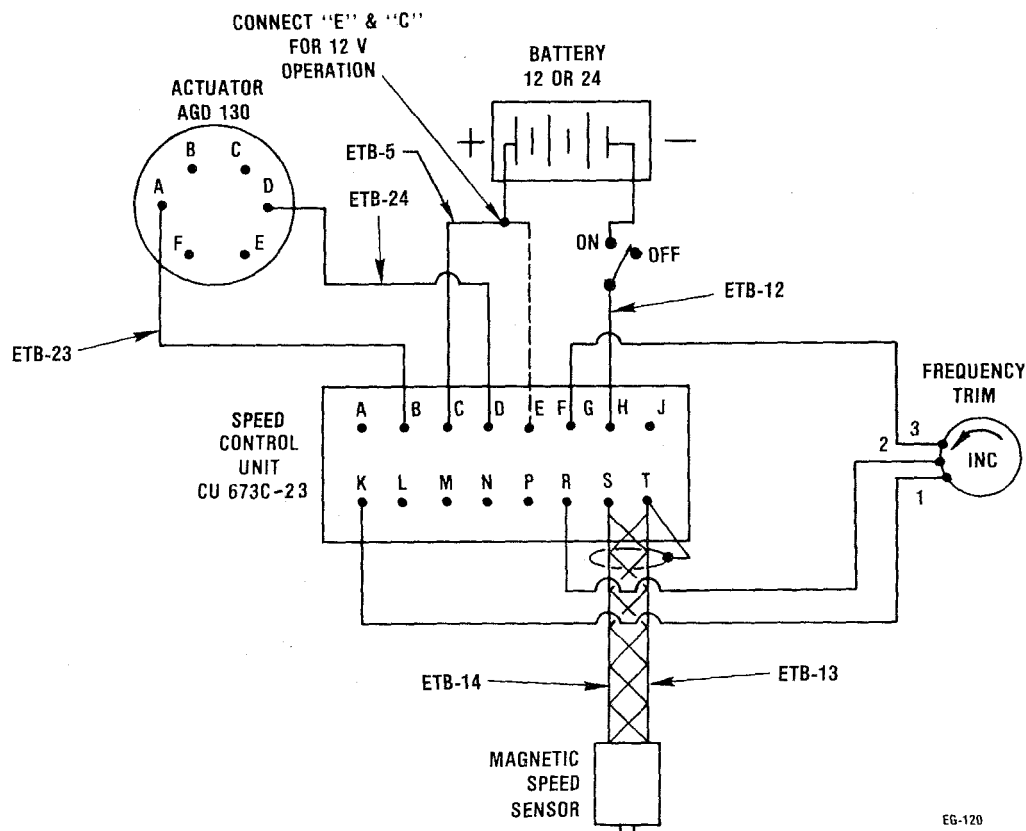 CONNECT "E" & "C"
FOR 12 V
OPERATION
BATTERY
12 OR 24
+
−
ACTUATOR
AGD 130
B
C
A
D
F
E
ETB-5
ETB-24
ON
OFF
ETB-12
ETB-23
FREQUENCY
TRIM
3
2
INC
1
SPEED
CONTROL
UNIT
CU 673C-23
A B C D E F G H J
K L M N P R S T
ETB-14
ETB-13
MAGNETIC
SPEED
SENSOR
EG-120